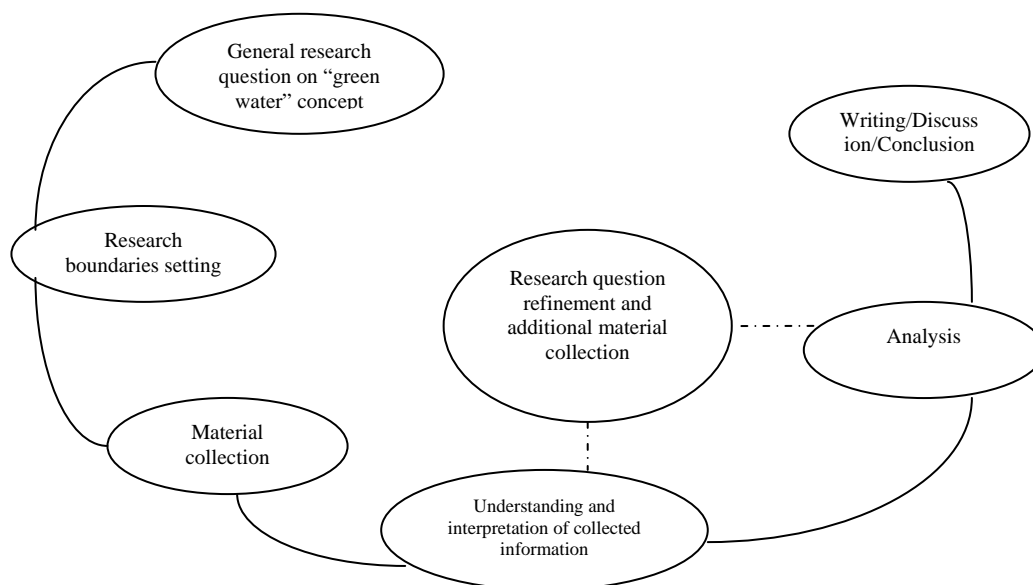 General research
question on “green
water” concept
Research
boundaries setting
Material
collection
Understanding and
interpretation of collected
information
Research question
refinement and
additional material
collection
Analysis
Writing/Discuss
ion/Conclusion